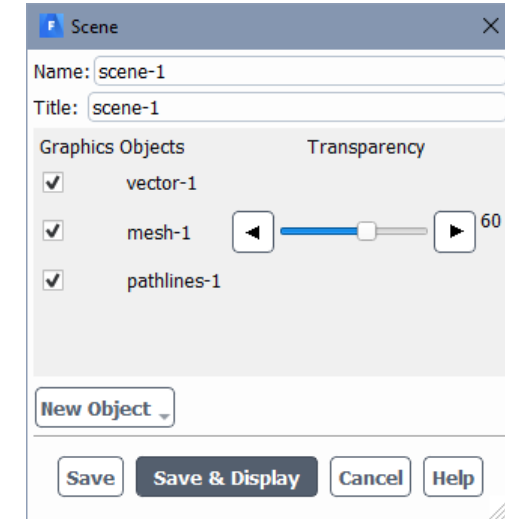 F Scene
Name: scene-1
Title: scene-1
Graphics Objects Transparency
vector-1
mesh-1 60
pathlines-1
New Object
Save Save & Display Cancel Help